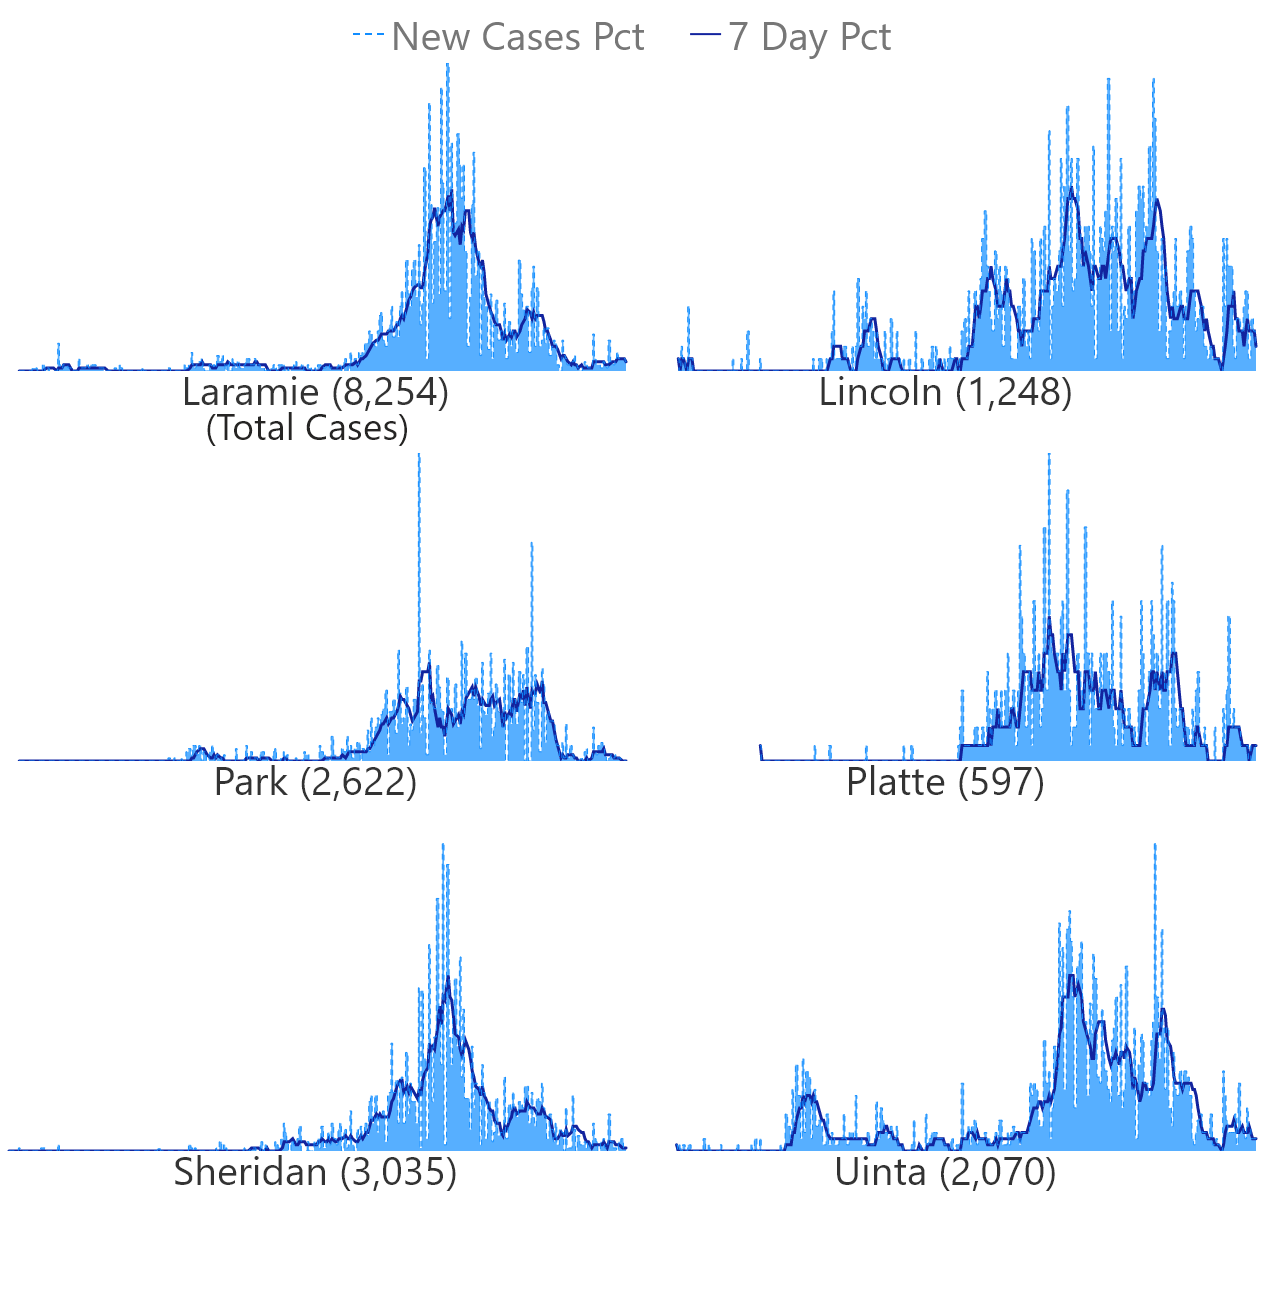 New Cases Pct 7 Day Pct
Laramie (8,254)
(Total Cases)
Lincoln (1,248)
Park (2,622)
Platte (597)
Sheridan (3,035)
Uinta (2,070)